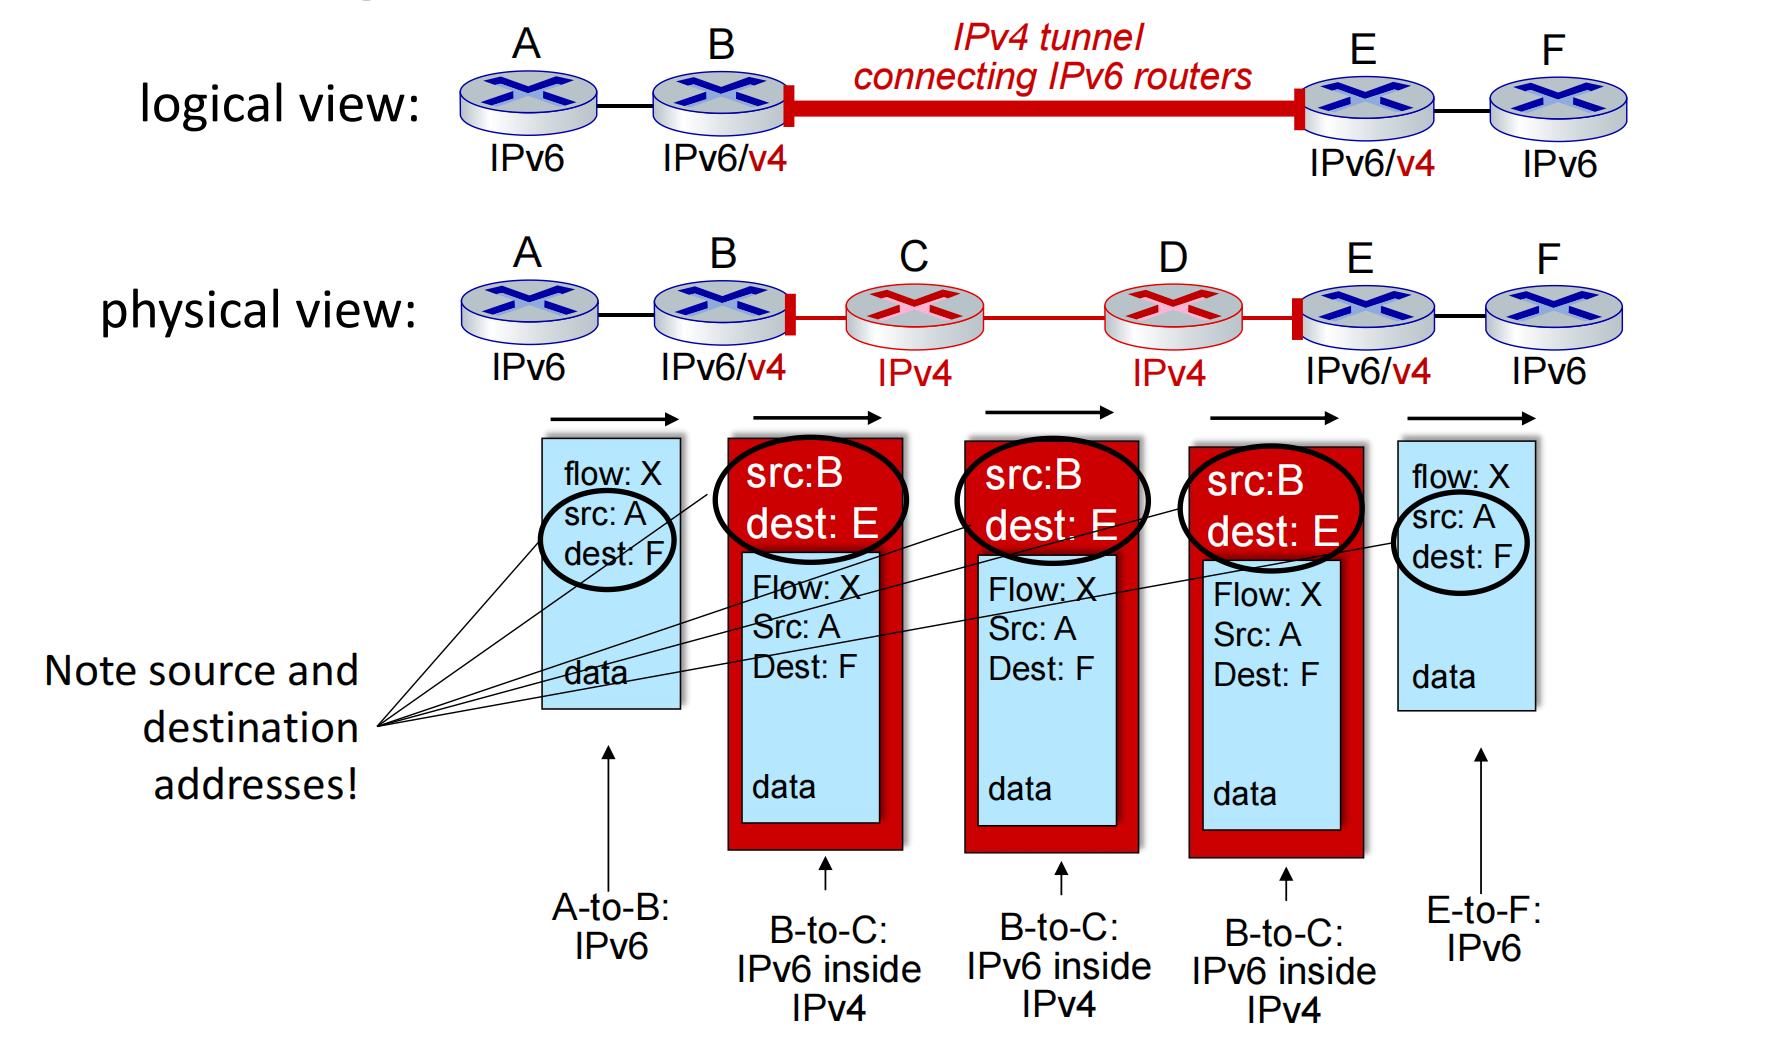 IPv4 tunnel
connecting IPv6 routers
A
B
E
F
logical view:
IPv6
IPv6/v4
IPv6/v4
IPv6
A
B
C
D
E
F
physical view:
IPv6
IPv6/v4
IPv4
IPv4
IPv6/v4
IPv6
flow: X
src: A
dest: F
data
src:B
dest: E
Flow: X
Src: A
Dest: F
data
src:B
dest: E
Flow: X
Src: A
Dest: F
data
src:B
dest: E
Flow: X
Src: A
Dest: F
data
flow: X
src: A
dest: F
data
Note source and
destination
addresses!
A-to-B:
IPv6
B-to-C:
IPv6 inside
IPv4
B-to-C:
IPv6 inside
IPv4
B-to-C:
IPv6 inside
IPv4
E-to-F:
IPv6